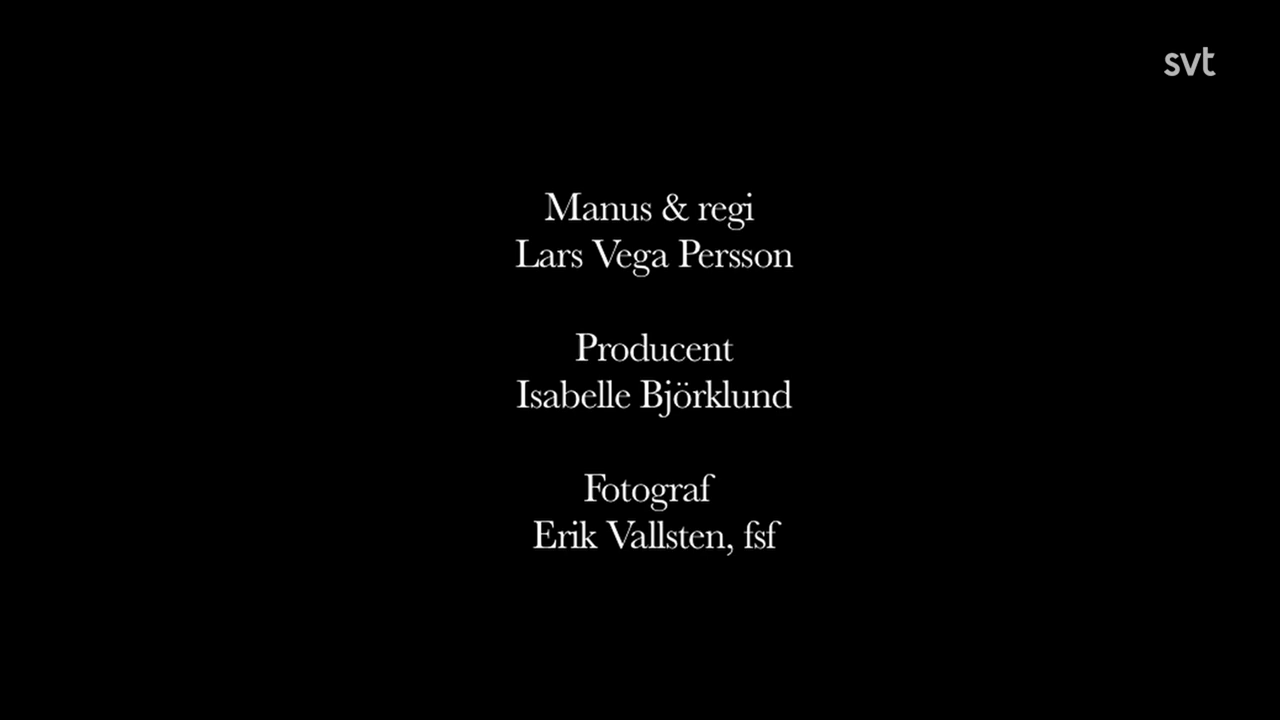 svt
Manus & regi
Lars Vega Persson
Producent
Isabelle Björklund
Fotograf
Erik Vallsten, fsf